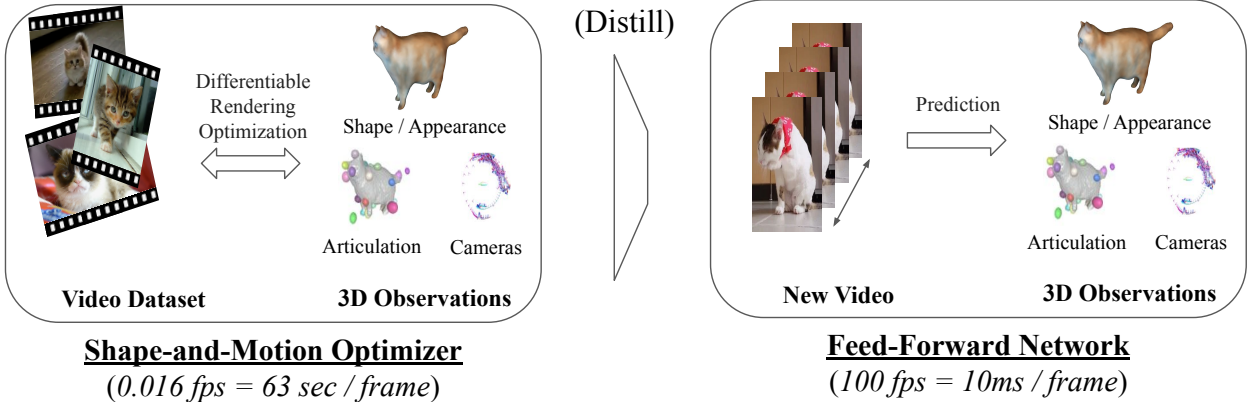 (Distill)
Differentiable
Rendering
Optimization
Shape / Appearance
Articulation
Cameras
Video Dataset
3D Observations
Shape-and-Motion Optimizer
(0.016 fps = 63 sec / frame)
Prediction
Shape / Appearance
Articulation
Cameras
New Video
3D Observations
Feed-Forward Network
(100 fps = 10ms / frame)